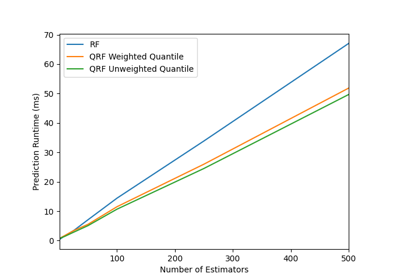 70
60
50
40
30
20
10
0
Prediction Runtime (ms)
RF
QRF Weighted Quantile
QRF Unweighted Quantile
100 200 300 400 500
Number of Estimators